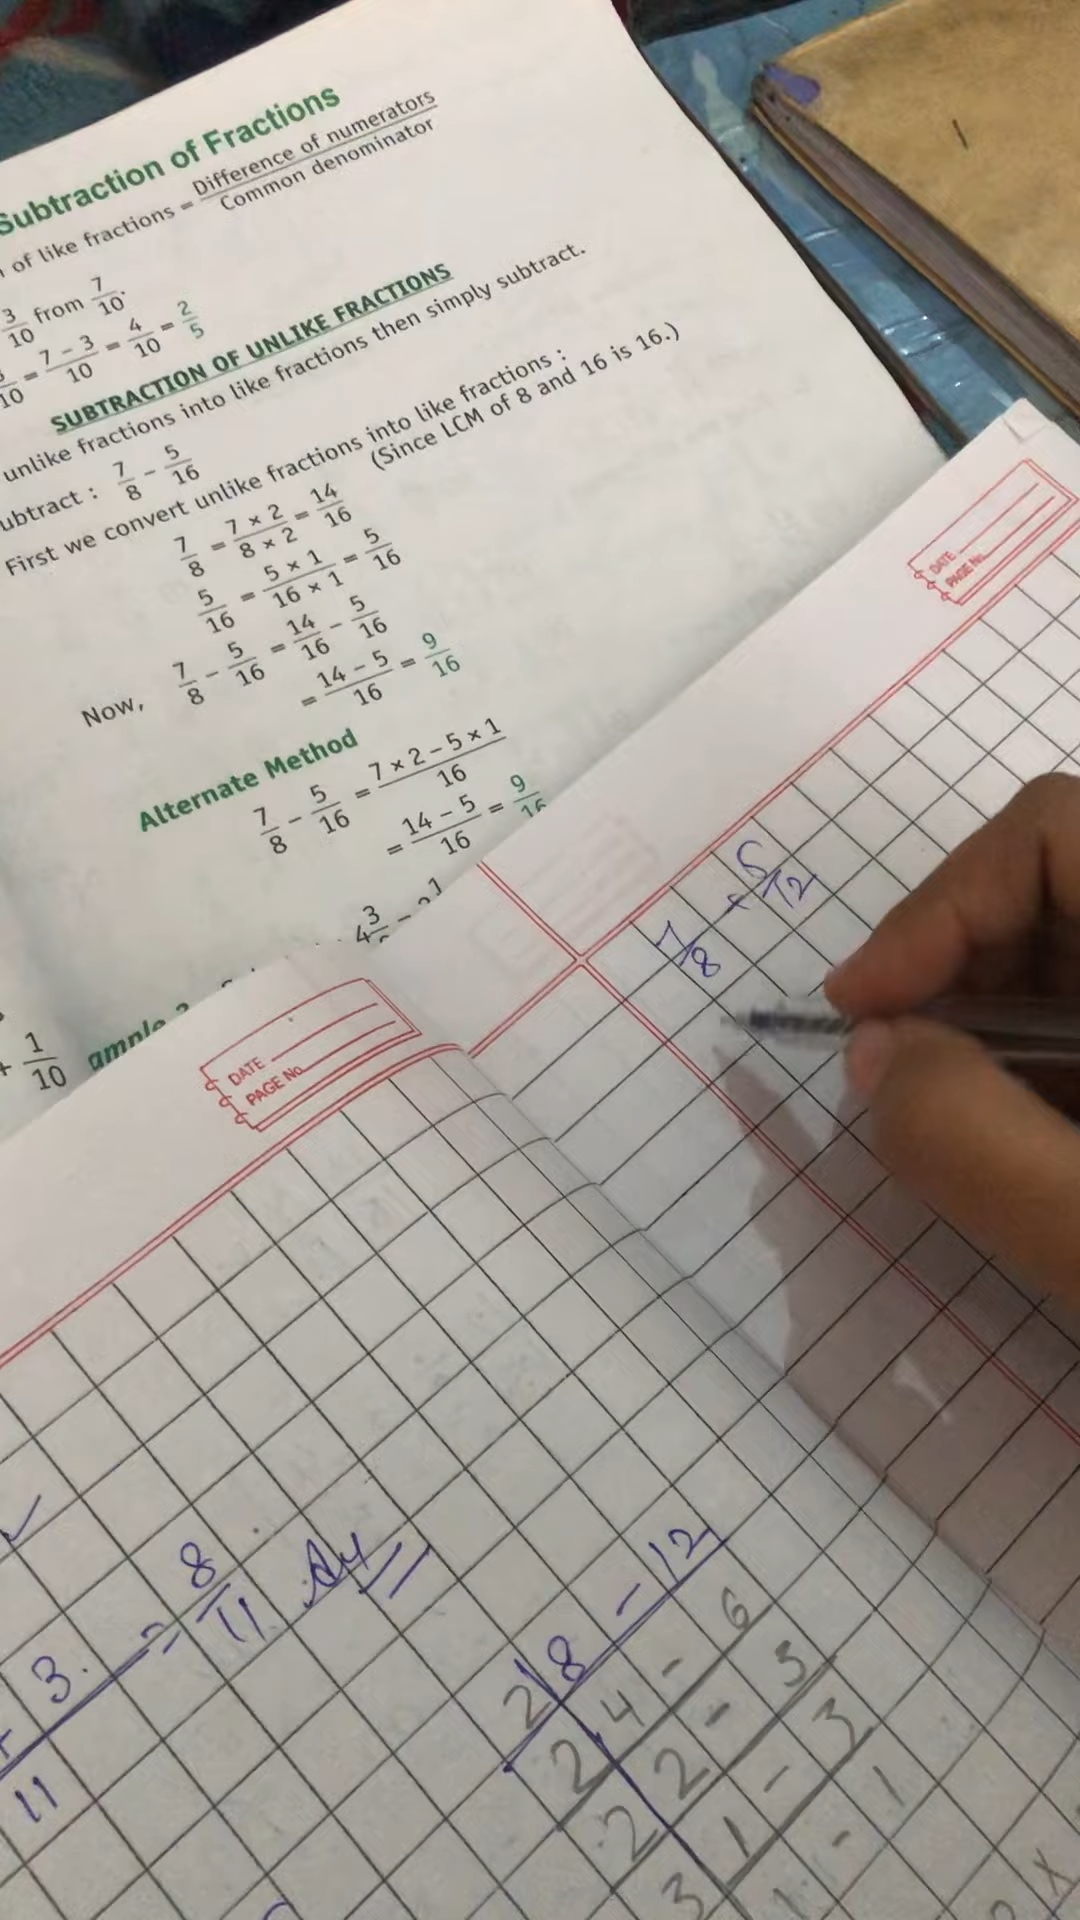 Subtraction of Fractions
of like fractions = Difference of numerators / Common denominator
3/10 from 7/10.
/10 = 7 − 3 / 10 = 4/10 = 2/5
SUBTRACTION OF UNLIKE FRACTIONS
unlike fractions into like fractions then simply subtract.
ubtract : 7/8 − 5/16
First we convert unlike fractions into like fractions :
(Since LCM of 8 and 16 is 16.)
7/8 = 7 × 2 / 8 × 2 = 14/16
5/16 = 5 × 1 / 16 × 1 = 5/16
Now, 7/8 − 5/16 = 14/16 − 5/16
= 14 − 5 / 16 = 9/16
Alternate Method
7/8 − 5/16 = 7 × 2 − 5 × 1 / 16
= 14 − 5 / 16 = 9/16
4 3/
+ 1/10
ample
DATE
PAGE No.
7/8 + 5/12
DATE
PAGE No.
3 / 11 = 8/11
2 | 8 − 12
2 | 4 − 6
2 | 2 − 3
3 | 1 − 3
1 − 1